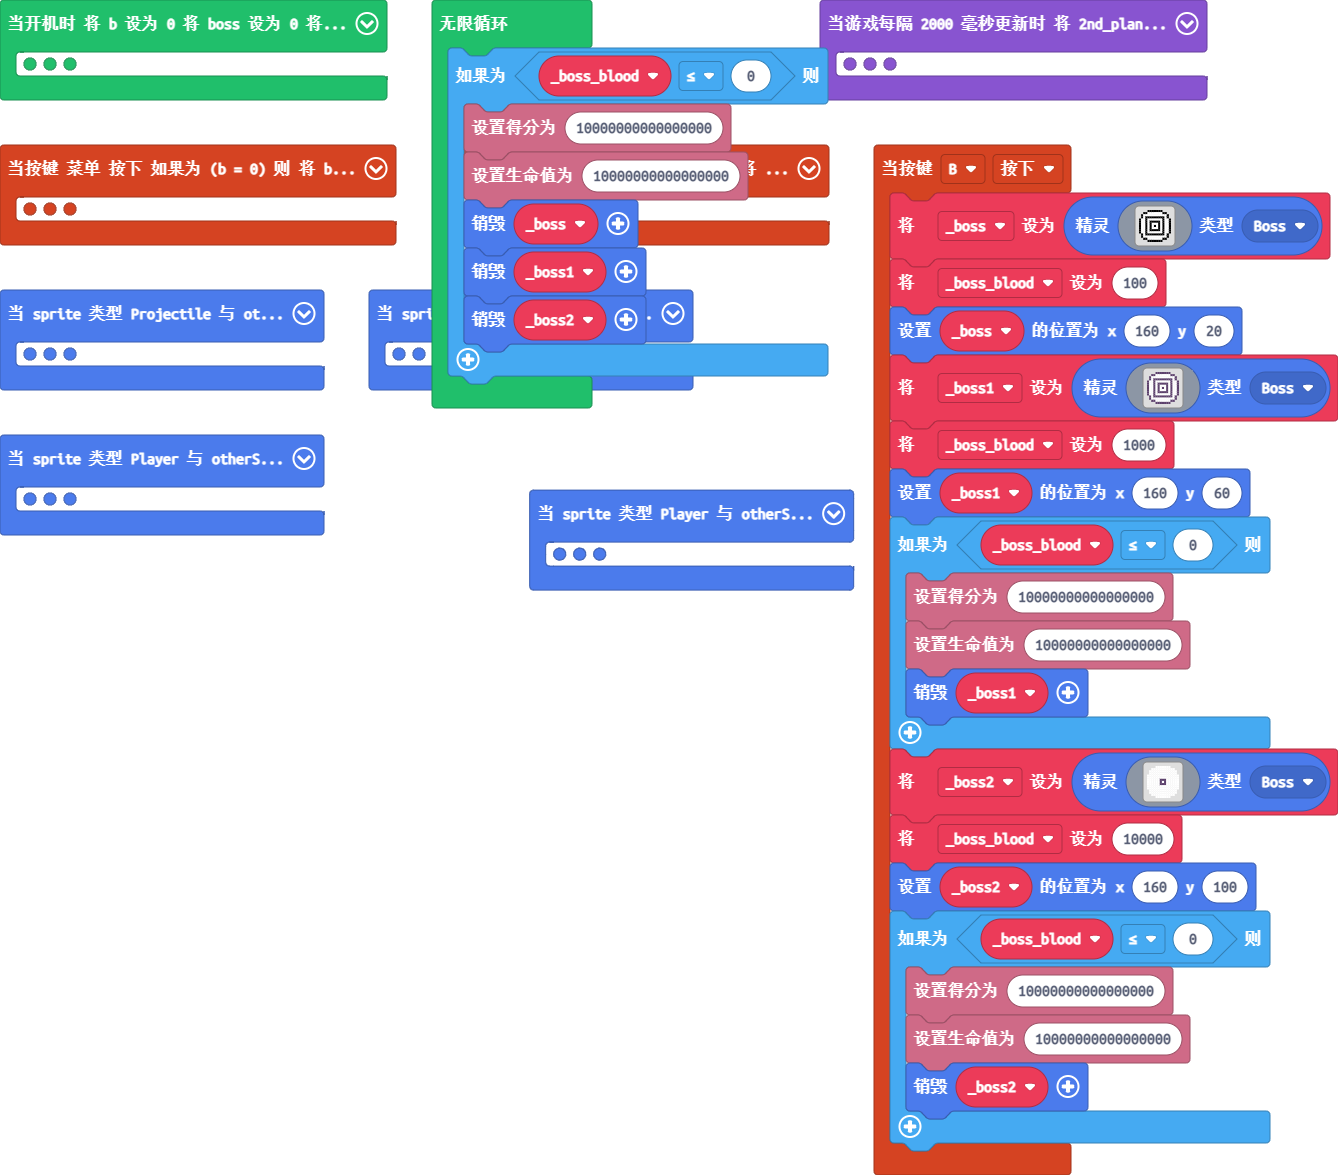 当开机时 将 b 设为 0 将 boss 设为 0 将...
无限循环
如果为 _boss_blood ≤ 0 则
设置得分为 10000000000000000
设置生命值为 10000000000000000
销毁 _boss
销毁 _boss1
销毁 _boss2
当游戏每隔 2000 毫秒更新时 将 2nd_plan...
当按键 菜单 按下 如果为 (b = 0) 则 将 b...
将 ...
当 sprite 类型 Projectile 与 ot...
当 spri
.
当 sprite 类型 Player 与 otherS...
当 sprite 类型 Player 与 otherS...
当按键 B 按下
将 _boss 设为 精灵 类型 Boss
将 _boss_blood 设为 100
设置 _boss 的位置为 x 160 y 20
将 _boss1 设为 精灵 类型 Boss
将 _boss_blood 设为 1000
设置 _boss1 的位置为 x 160 y 60
如果为 _boss_blood ≤ 0 则
设置得分为 10000000000000000
设置生命值为 10000000000000000
销毁 _boss1
将 _boss2 设为 精灵 类型 Boss
将 _boss_blood 设为 10000
设置 _boss2 的位置为 x 160 y 100
如果为 _boss_blood ≤ 0 则
设置得分为 10000000000000000
设置生命值为 10000000000000000
销毁 _boss2